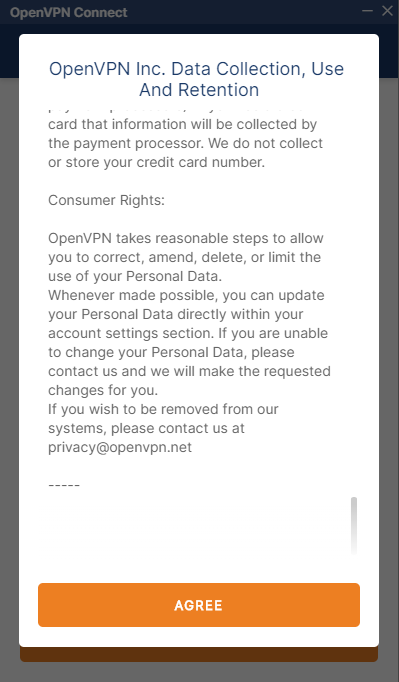 OpenVPN Connect
OpenVPN Inc. Data Collection, Use
And Retention
card that information will be collected by
the payment processor. We do not collect
or store your credit card number.
Consumer Rights:
OpenVPN takes reasonable steps to allow
you to correct, amend, delete, or limit the
use of your Personal Data.
Whenever made possible, you can update
your Personal Data directly within your
account settings section. If you are unable
to change your Personal Data, please
contact us and we will make the requested
changes for you.
If you wish to be removed from our
systems, please contact us at
privacy@openvpn.net
-----
AGREE